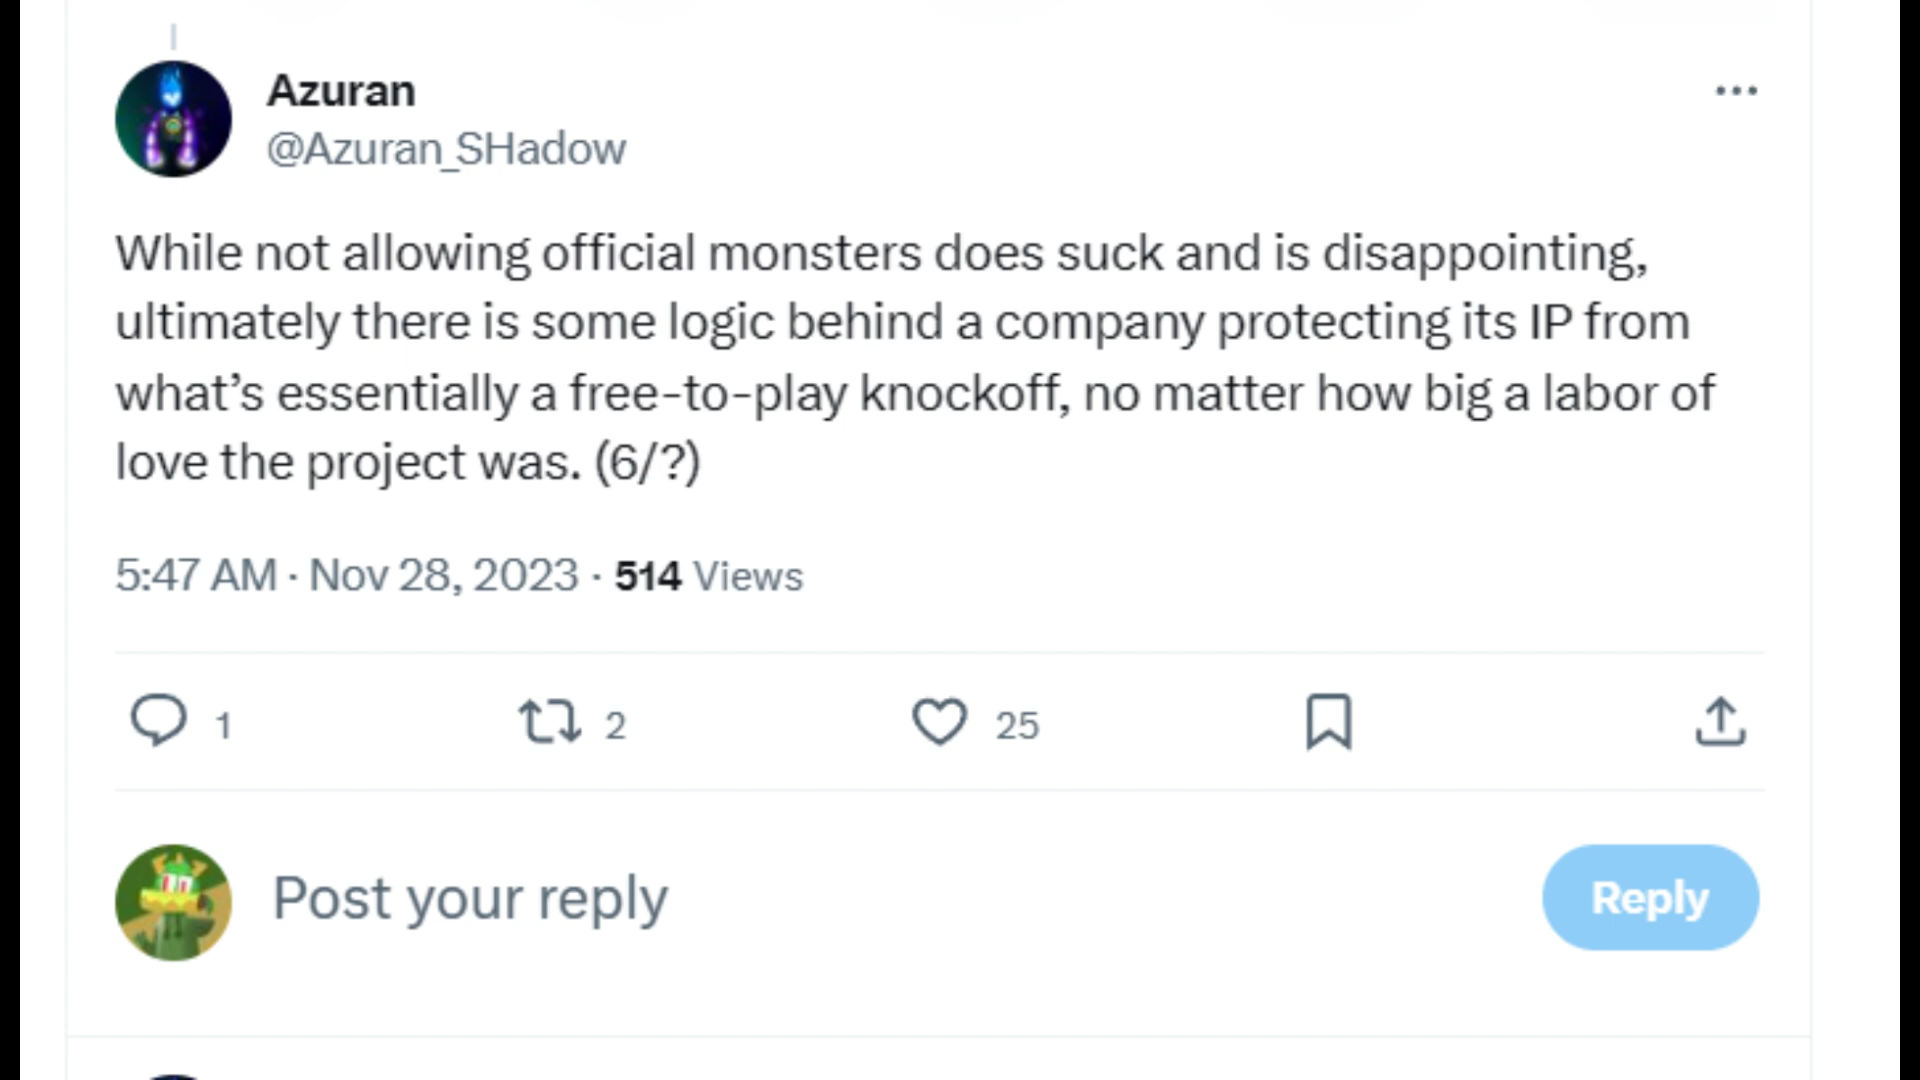 Azuran
@Azuran_SHadow
While not allowing official monsters does suck and is disappointing,
ultimately there is some logic behind a company protecting its IP from
what’s essentially a free-to-play knockoff, no matter how big a labor of
love the project was. (6/?)
5:47 AM · Nov 28, 2023 · 514 Views
1 2 25
Post your reply Reply